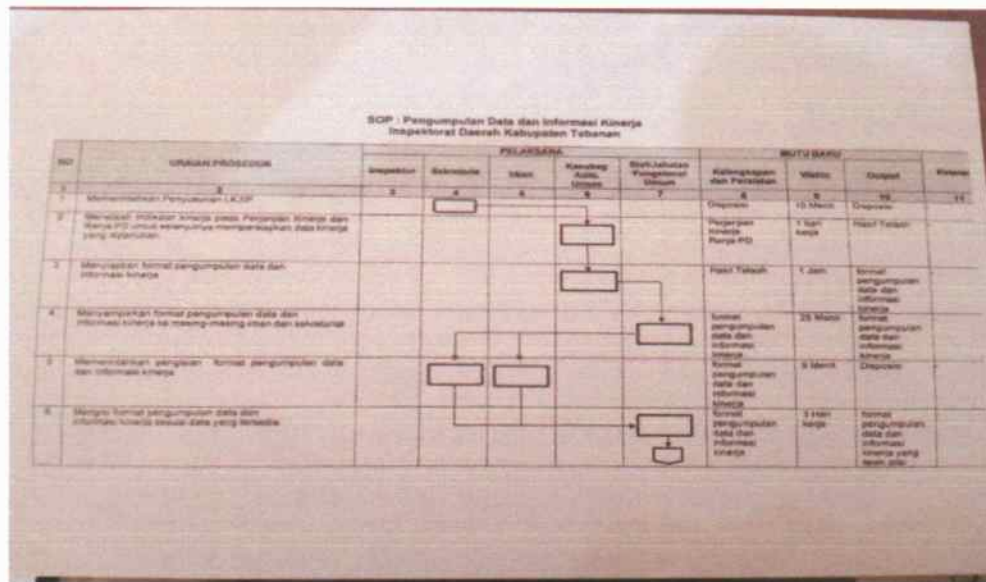 SOP : Pengumpulan Data dan Informasi Kinerja
Inspektorat Daerah Kabupaten Tabanan
NO
URAIAN PROSEDUR
PELAKSANA
MUTU BAKU
Inspektur
Sekretaris
Irban
Kasubag
Adm.
Umum
Staf/Jabatan
Fungsional
Umum
Kelengkapan
dan Peralatan
Waktu
Output
1 2 3 4 5 6 7 8 9 10 11
1 Memerintahkan Penyusunan LKjIP
Disposisi
15 Menit
Disposisi
2 Menelaah indikator kinerja pada Perjanjian Kinerja dan
Renja PD untuk selanjutnya mempersiapkan data kinerja
yang diperlukan
Perjanjian
Kinerja
Renja PD
1 hari
kerja
Hasil Telaah
3 Menyiapkan format pengumpulan data dan
informasi kinerja
Hasil Telaah
1 Jam
format
pengumpulan
data dan
informasi
kinerja
4 Menyampaikan format pengumpulan data dan
informasi kinerja ke masing-masing irban dan sekretariat
format
pengumpulan
data dan
informasi
kinerja
25 Menit
format
pengumpulan
data dan
informasi
kinerja
5 Memerintahkan pengisian format pengumpulan data
dan informasi kinerja
format
pengumpulan
data dan
informasi
kinerja
Menit
Disposisi
6 Mengisi format pengumpulan data dan
informasi kinerja sesuai data yang tersedia
format
pengumpulan
data dan
informasi
kinerja
3 Hari
kerja
format
pengumpulan
data dan
informasi
kinerja yang
telah diisi